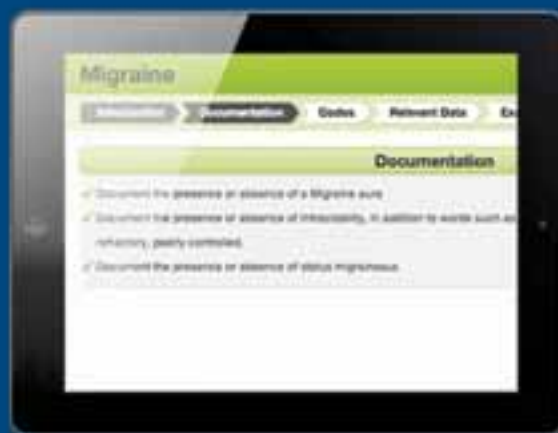 Migraine
Introduction Documentation Codes Relevant Data Ex
Documentation
✓ Document the presence or absence of a Migraine aura
✓ Document the presence or absence of intractability, in addition to words such as
refractory, poorly controlled.
✓ Document the presence or absence of status migrainosus.